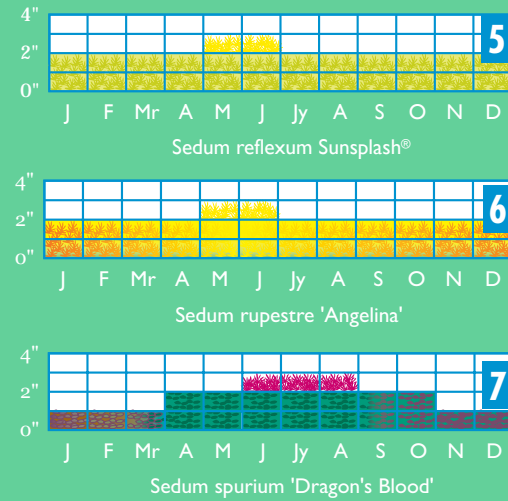 4"
5
2"
0"
J F Mr A M J Jy A S O N D
Sedum reflexum Sunsplash®
4"
6
2"
0"
J F Mr A M J Jy A S O N D
Sedum rupestre 'Angelina'
4"
7
2"
0"
J F Mr A M J Jy A S O N D
Sedum spurium 'Dragon's Blood'